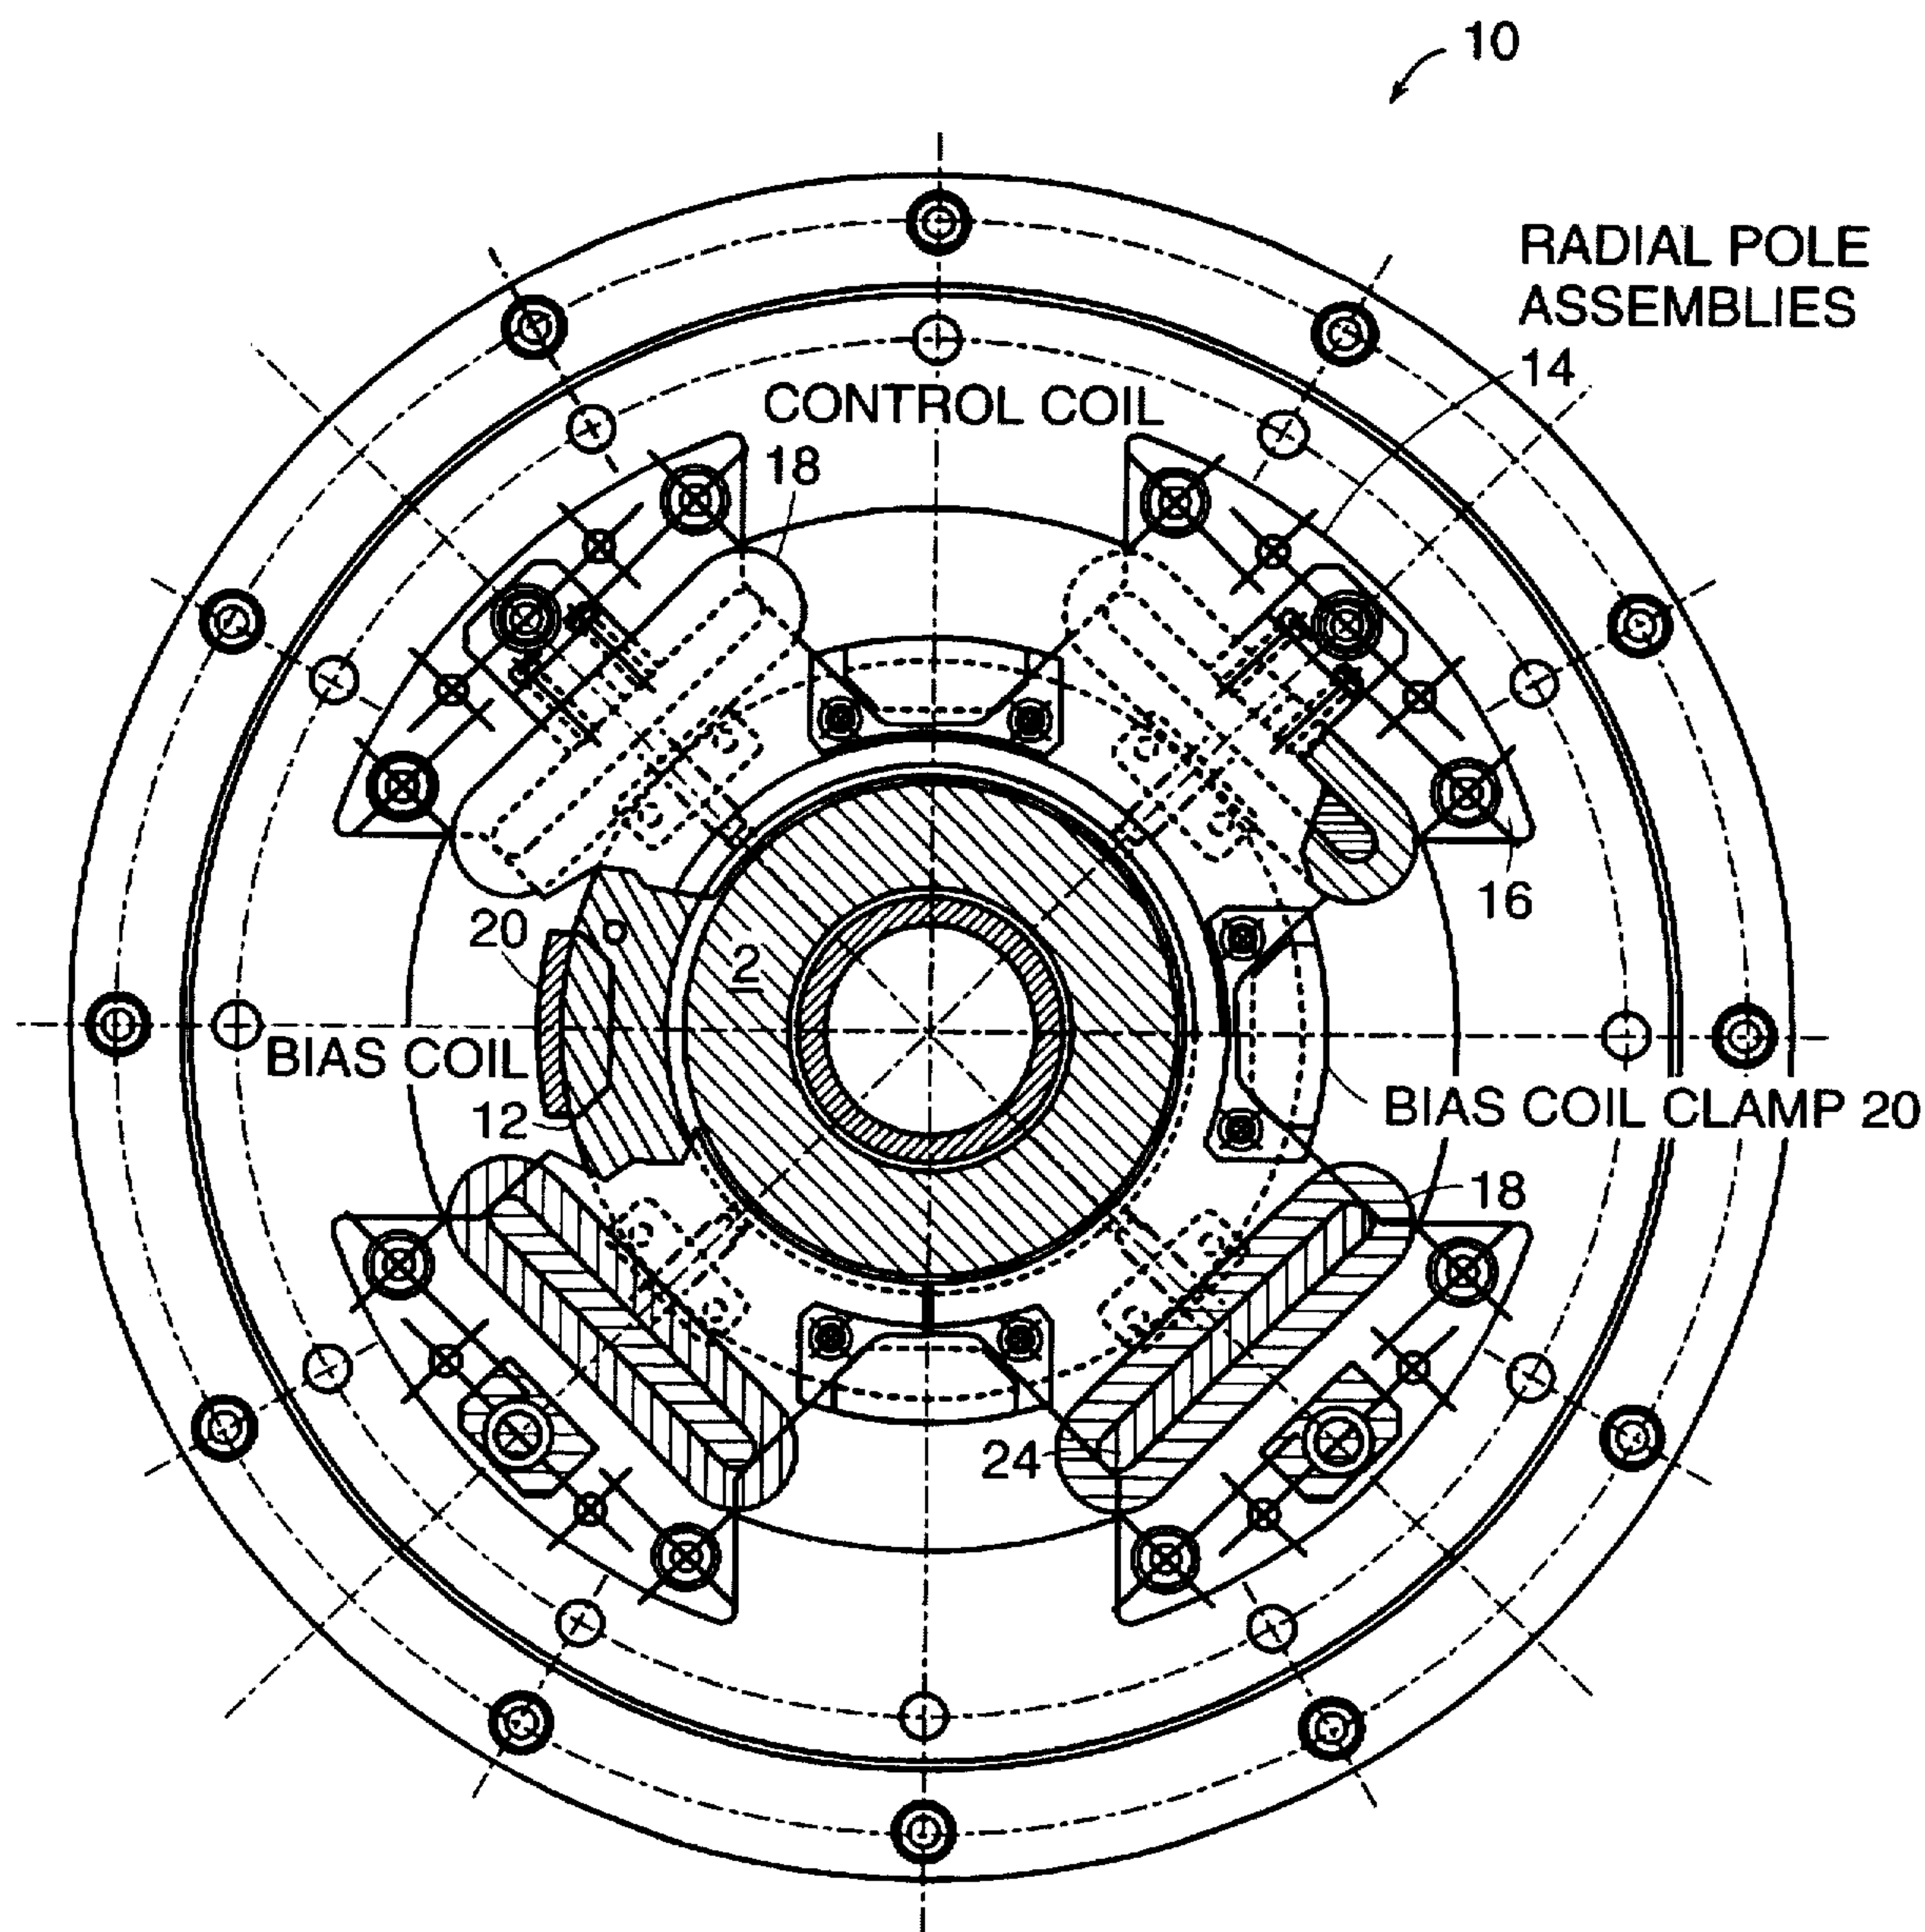 10
RADIAL POLE
ASSEMBLIES
14
CONTROL COIL
18
16
20
2
BIAS COIL
12
BIAS COIL CLAMP 20
18
24